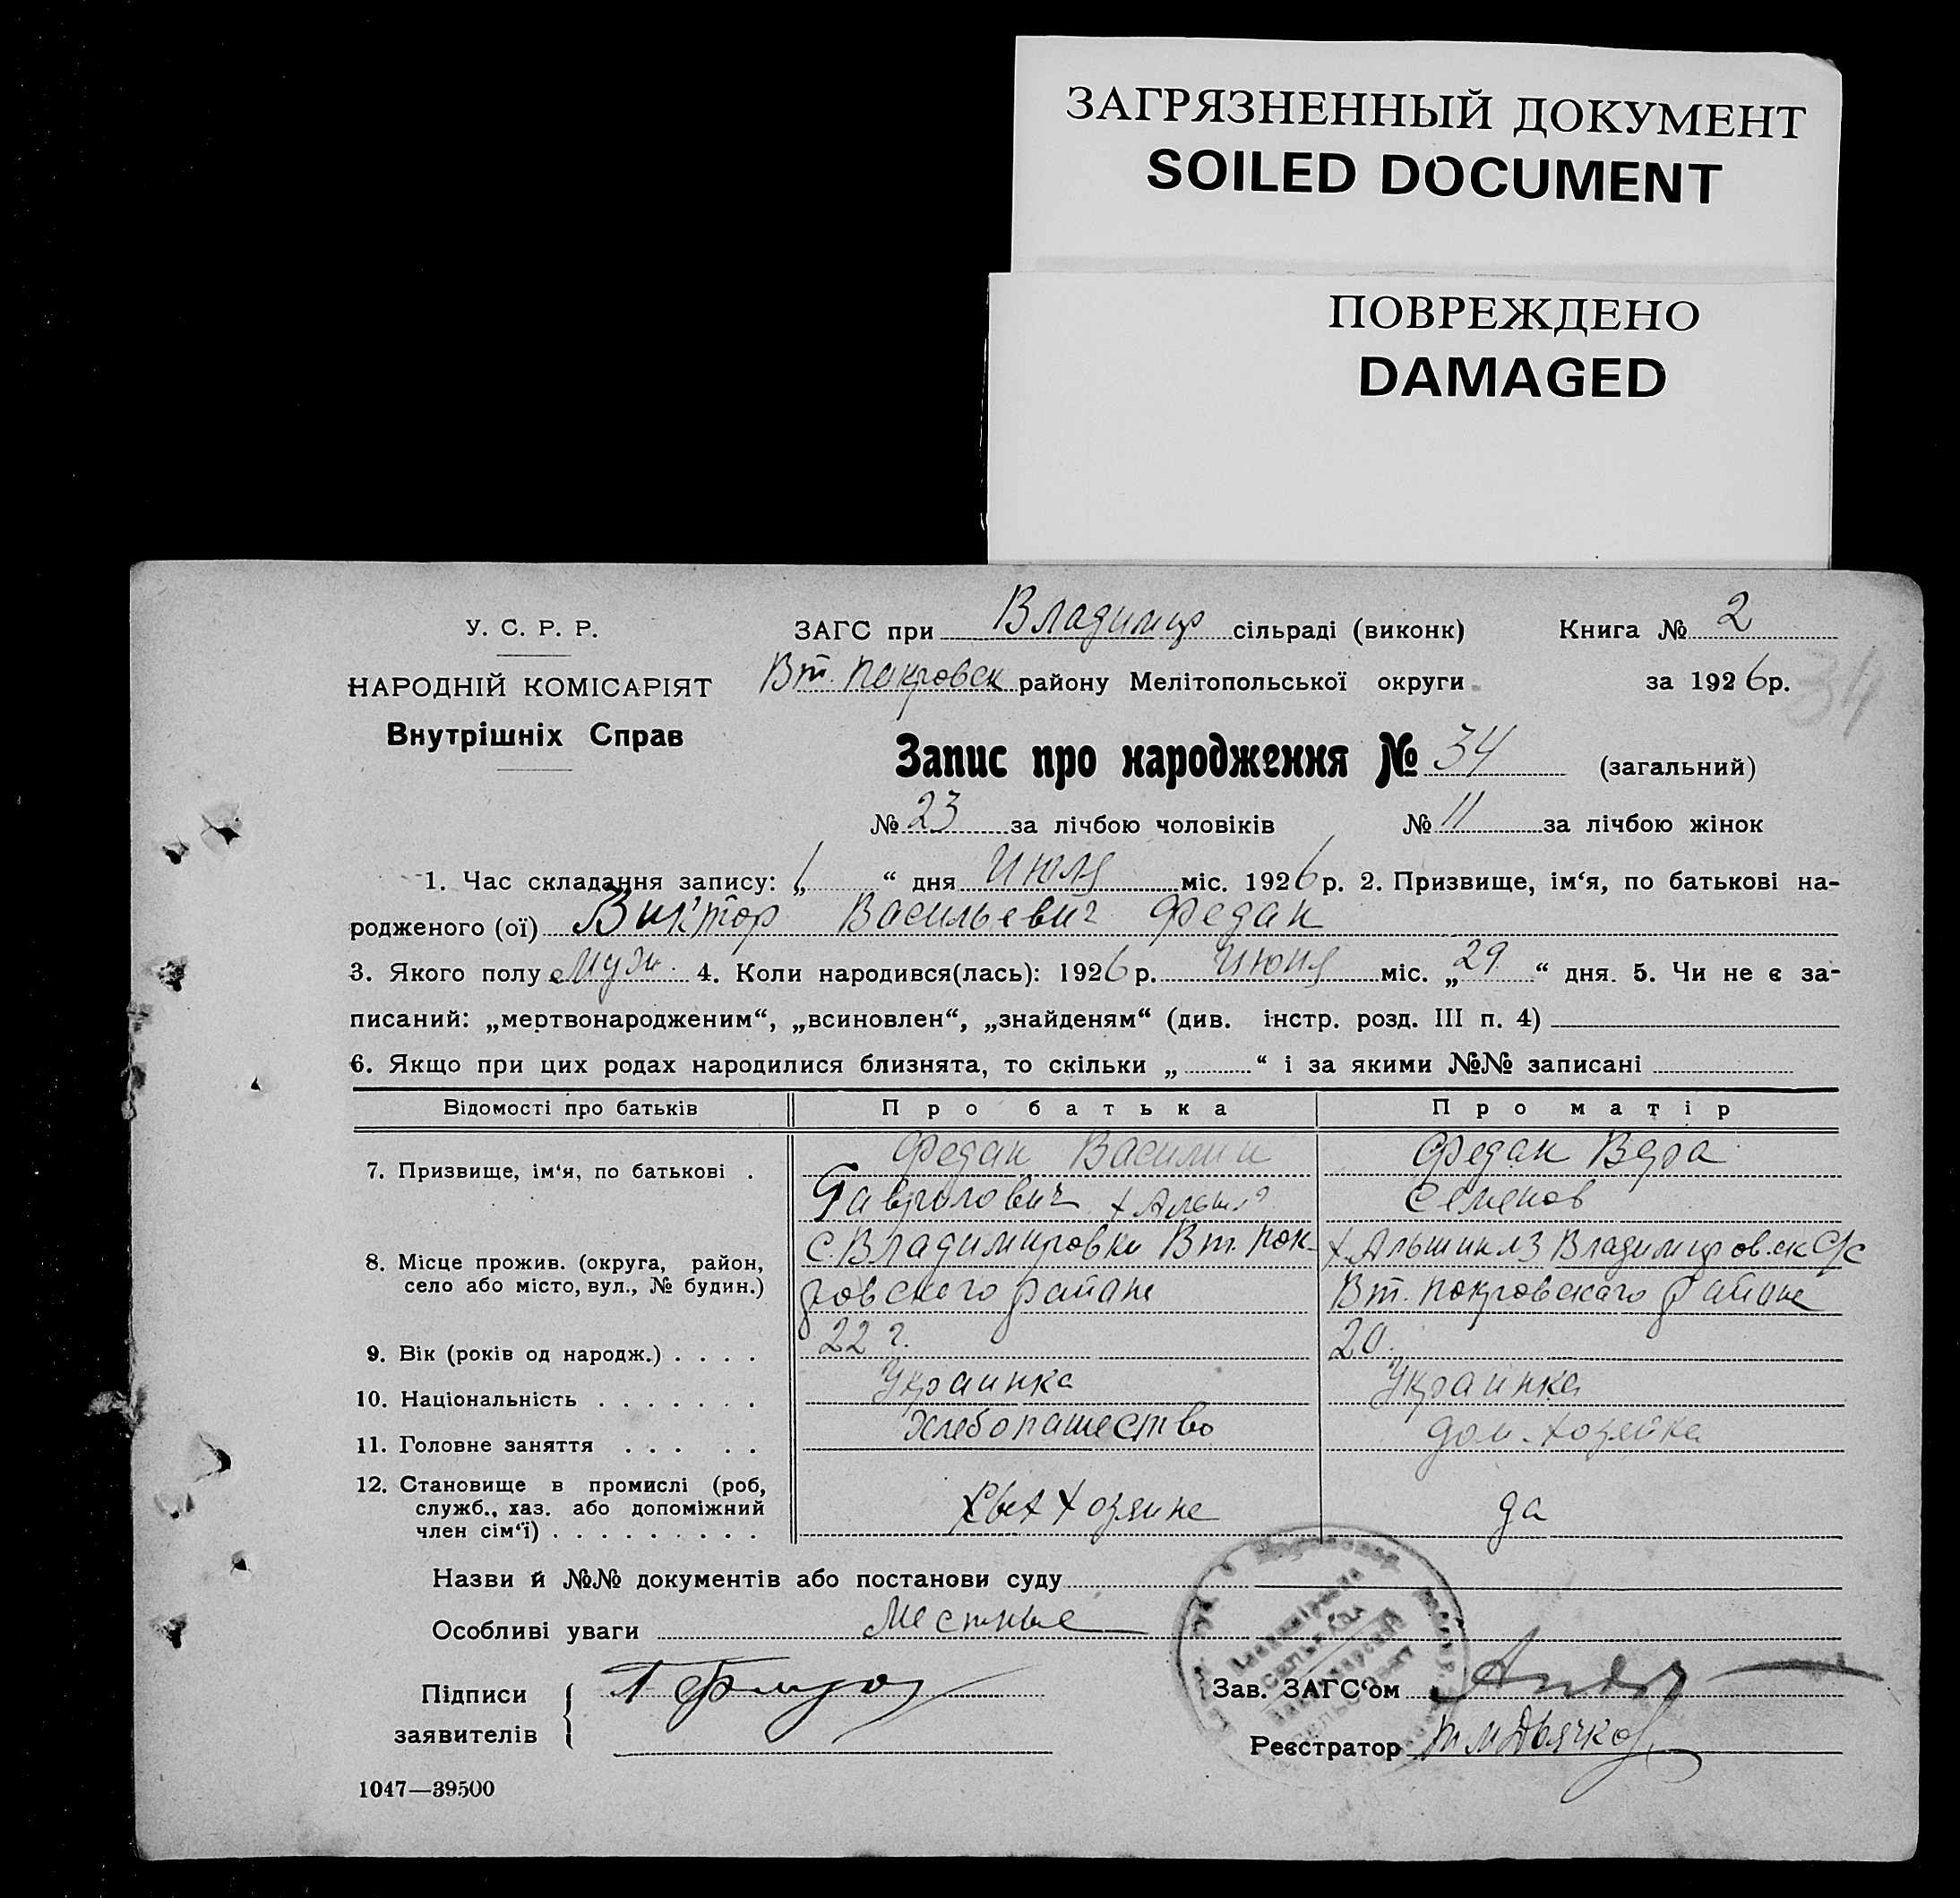 ЗАГРЯЗНЕННЫЙ ДОКУМЕНТ
SOILED DOCUMENT
ПОВРЕЖДЕНО
DAMAGED
У. С. Р. Р.
НАРОДНІЙ КОМІСАРІЯТ
Внутрішніх Справ
ЗАГС при Владимир сільраді (виконк) Книга № 2
Вт. Покровск району Мелітопольської округи за 1926 р.
34
Запис про народження № 34 (загальний)
№ 23 за лічбою чоловіків № 11 за лічбою жінок
1. Час складання запису: „1“ дня Июля міс. 1926 р. 2. Призвище, ім‘я, по батькові на-
родженого (ої) Виктор Васильевич Федан
3. Якого полу муж. 4. Коли народився(лась): 1926 р. Июня міс. „29“ дня. 5. Чи не є за-
писаний: „мертвонародженим“, „всиновлен“, „знайденям“ (див. інстр. розд. III п. 4)
6. Якщо при цих родах народилися близнята, то скільки „ “ і за якими №№ записані
Відомості про батьків Про батька Про матір
7. Призвище, ім‘я, по батькові . Федан Василий Федан Вера
Гаврилович Семенов
8. Місце прожив. (округа, район, С. Владимировки Вт. Пок- Владимировск С/с
село або місто, вул., № будин.) ровского района Вт. Покровскаго района
9. Вік (років од народж.) . . . . 22 г. 20.
10. Національність . . . . . . . Украинка Украинка
11. Головне заняття . . . . . Хлебопашество дом. хозяйка
12. Становище в промислі (роб, хозяине да
служб., хаз. або допоміжний
член сім‘ї) . . . . . . . . .
Назви й №№ документів або постанови суду
Особливі уваги Местные
Підписи
заявителів
Зав. ЗАГС‘ом
Реєстратор Дьячков
1047—39500